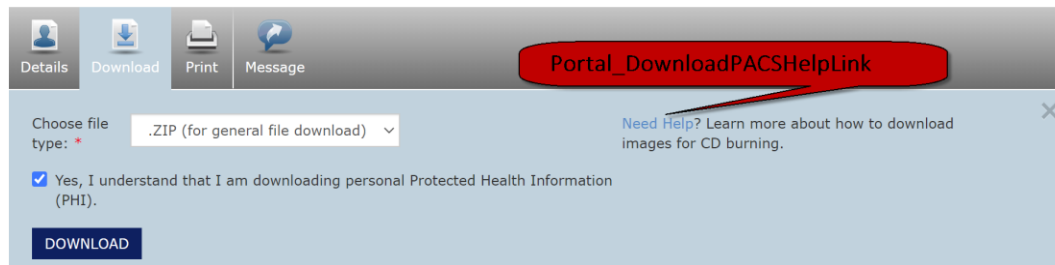 Details Download Print Message
Portal_DownloadPACSHelpLink
Choose file
type: *
.ZIP (for general file download)
Need Help? Learn more about how to download
images for CD burning.
Yes, I understand that I am downloading personal Protected Health Information
(PHI).
DOWNLOAD